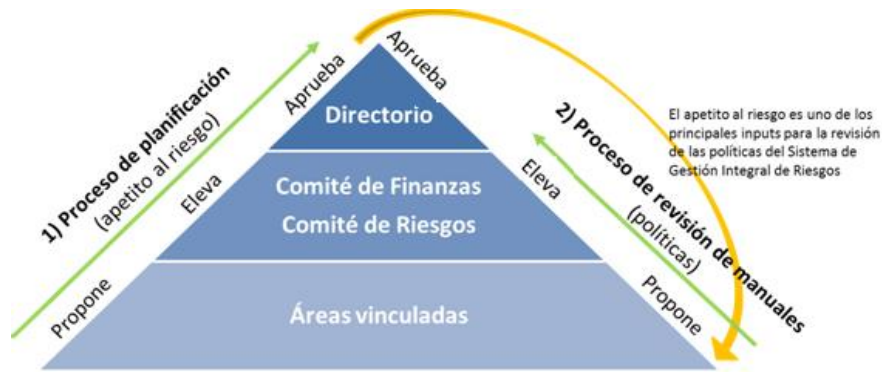 1) Proceso de planificación
(apetito al riesgo)
Propone
Eleva
Aprueba
Aprueba
Eleva
Propone
Directorio
Comité de Finanzas
Comité de Riesgos
Áreas vinculadas
2) Proceso de revisión de manuales
(políticas)
El apetito al riesgo es uno de los
principales inputs para la revisión
de las políticas del Sistema de
Gestión Integral de Riesgos